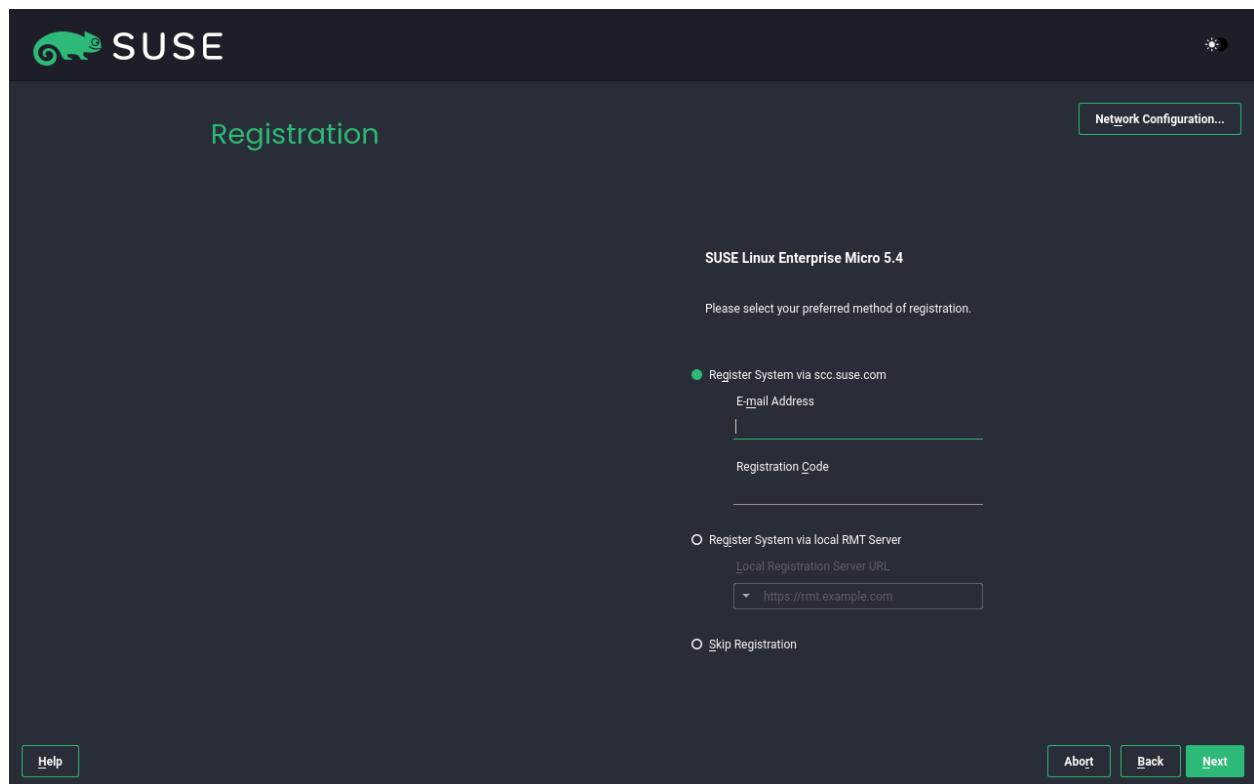 SUSE
Network Configuration...
Registration
SUSE Linux Enterprise Micro 5.4
Please select your preferred method of registration.
Register System via scc.suse.com
E-mail Address
Registration Code
Register System via local RMT Server
Local Registration Server URL
https://rmt.example.com
Skip Registration
Help
Abort
Back
Next